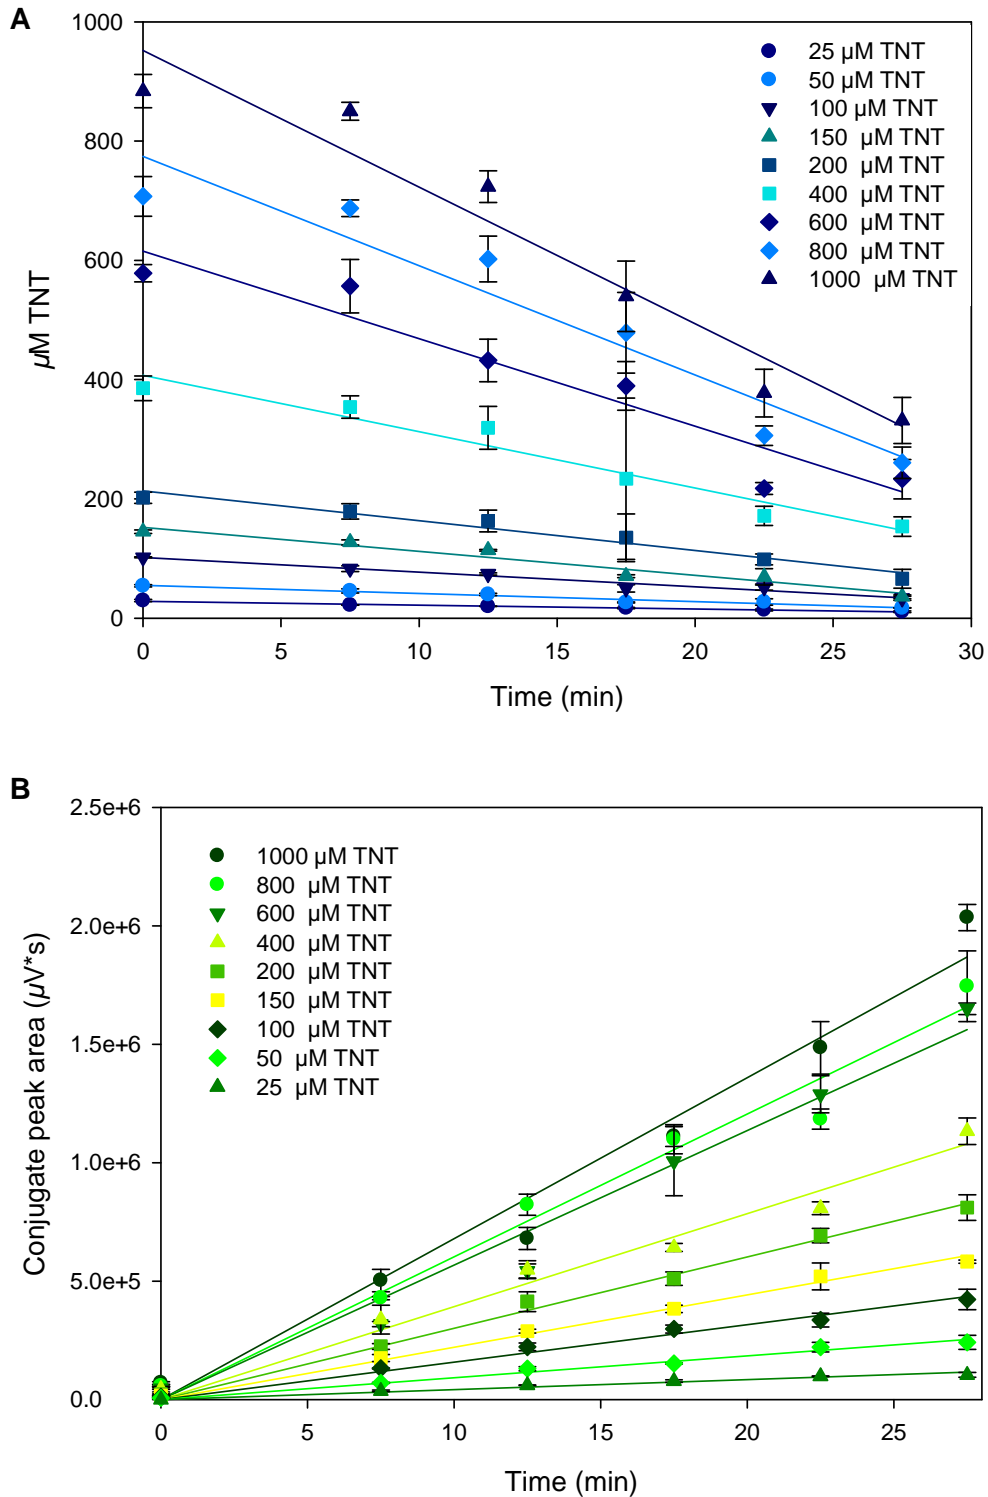 A
1000
800
600
400
200
0
µM TNT
25 µM TNT
50 µM TNT
100 µM TNT
150 µM TNT
200 µM TNT
400 µM TNT
600 µM TNT
800 µM TNT
1000 µM TNT
0 5 10 15 20 25 30
Time (min)
B
2.5e+6
2.0e+6
1.5e+6
1.0e+6
5.0e+5
0.0
Conjugate peak area (µV*s)
1000 µM TNT
800 µM TNT
600 µM TNT
400 µM TNT
200 µM TNT
150 µM TNT
100 µM TNT
50 µM TNT
25 µM TNT
0 5 10 15 20 25
Time (min)